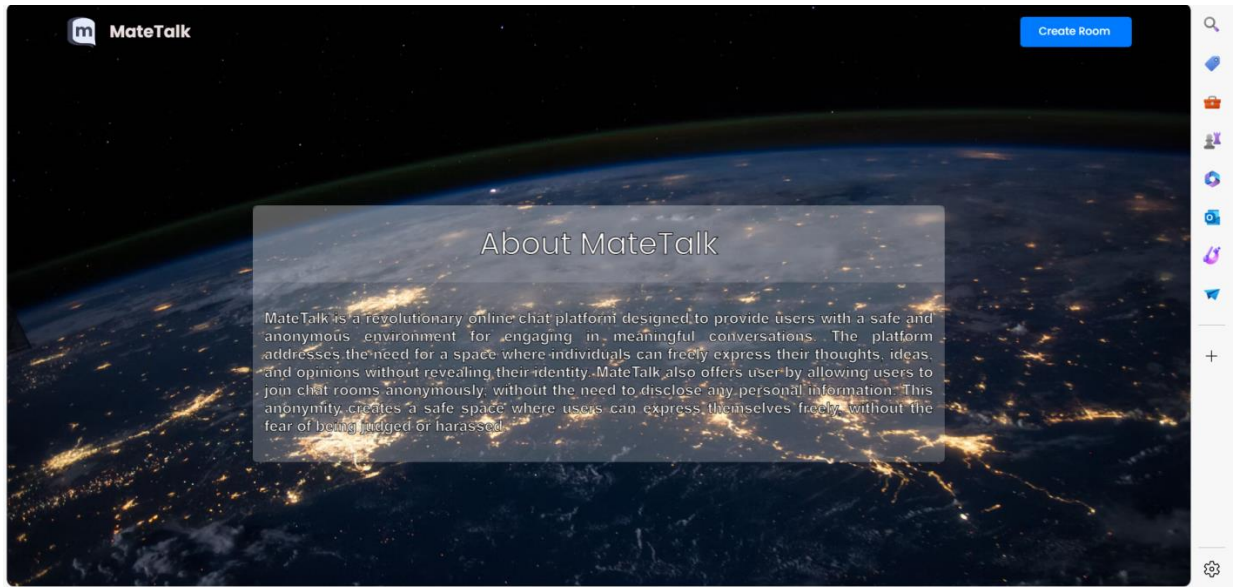 MateTalk
Create Room
About MateTalk
MateTalk is a revolutionary online chat platform designed to provide users with a safe and
anonymous environment for engaging in meaningful conversations. The platform
addresses the need for a space where individuals can freely express their thoughts, ideas,
and opinions without revealing their identity. MateTalk also offers user by allowing users to
join chat rooms anonymously, without the need to disclose any personal information. This
anonymity creates a safe space where users can express themselves freely, without the
fear of being judged or harassed.